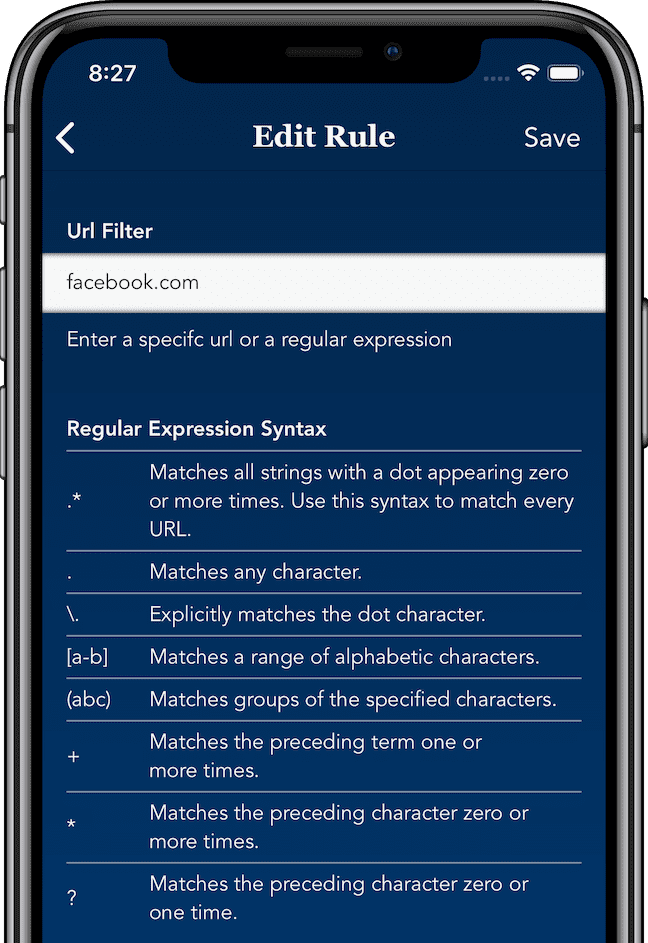 8:27
Edit Rule
Save
Url Filter
facebook.com
Enter a specifc url or a regular expression
Regular Expression Syntax
.*
Matches all strings with a dot appearing zero
or more times. Use this syntax to match every
URL.
.
Matches any character.
\.
Explicitly matches the dot character.
[a-b]
Matches a range of alphabetic characters.
(abc)
Matches groups of the specified characters.
+
Matches the preceding term one or
more times.
*
Matches the preceding character zero or
more times.
?
Matches the preceding character zero or
one time.